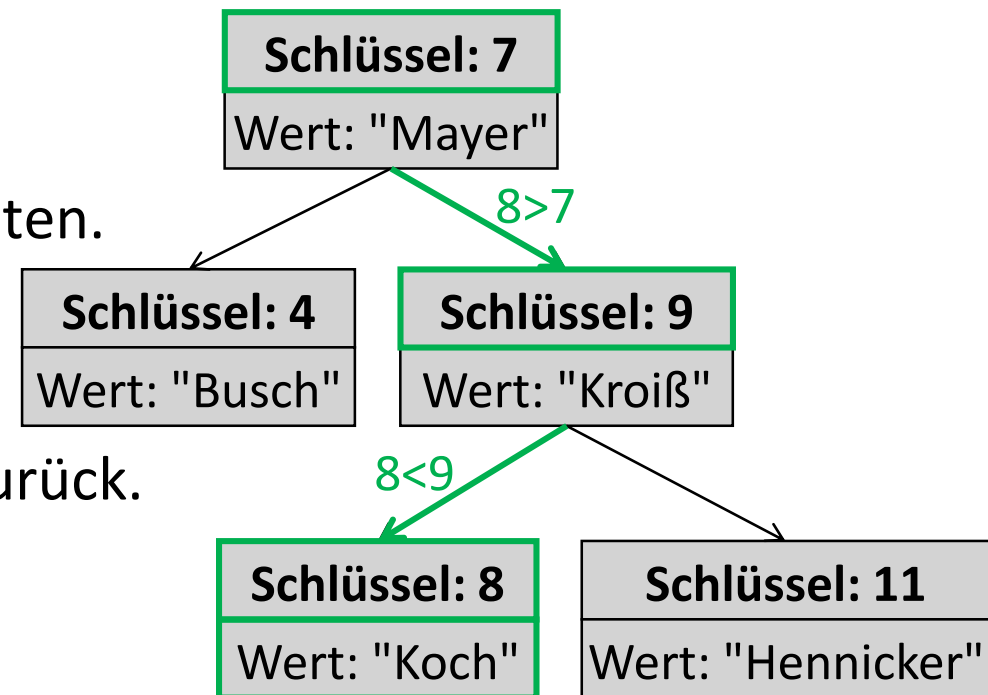 Schlüssel: 7
Wert: "Mayer"
8>7
ten.
Schlüssel: 4
Schlüssel: 9
Wert: "Busch"
Wert: "Kroiß"
8<9
urück.
Schlüssel: 8
Schlüssel: 11
Wert: "Koch"
Wert: "Hennicker"